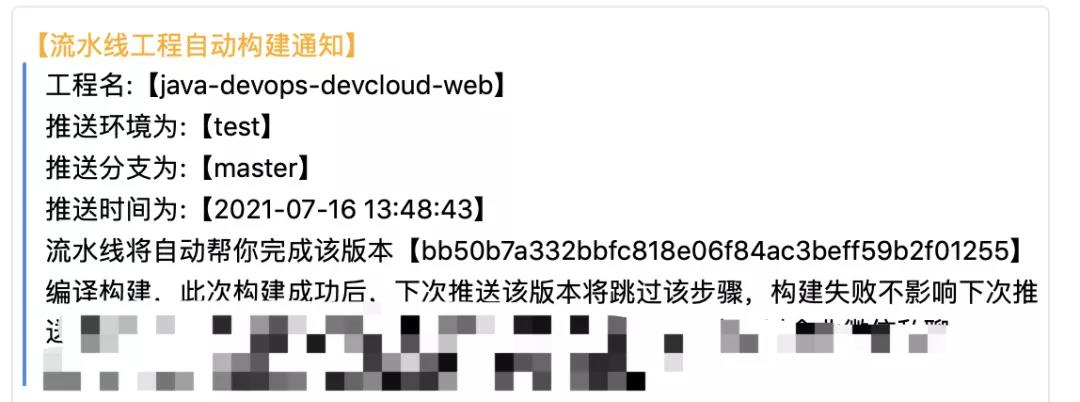 【流水线工程自动构建通知】
工程名:【java-devops-devcloud-web】
推送环境为:【test】
推送分支为:【master】
推送时间为:【2021-07-16 13:48:43】
流水线将自动帮你完成该版本【bb50b7a332bbfc818e06f84ac3beff59b2f01255】
编译构建，此次构建成功后，下次推送该版本将跳过该步骤，构建失败不影响下次推